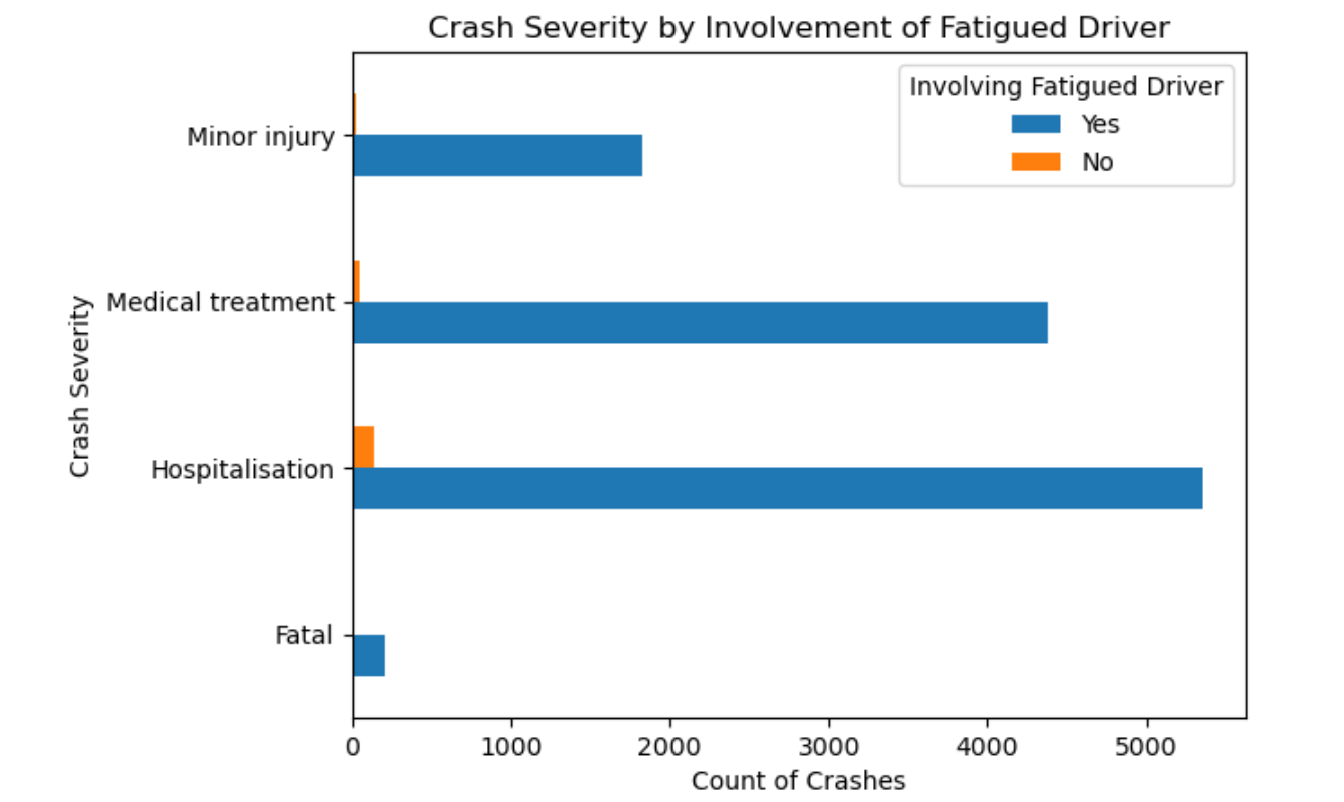 Crash Severity by Involvement of Fatigued Driver
Involving Fatigued Driver
Yes
No
Minor injury
Medical treatment
Hospitalisation
Fatal
Crash Severity
0 1000 2000 3000 4000 5000
Count of Crashes